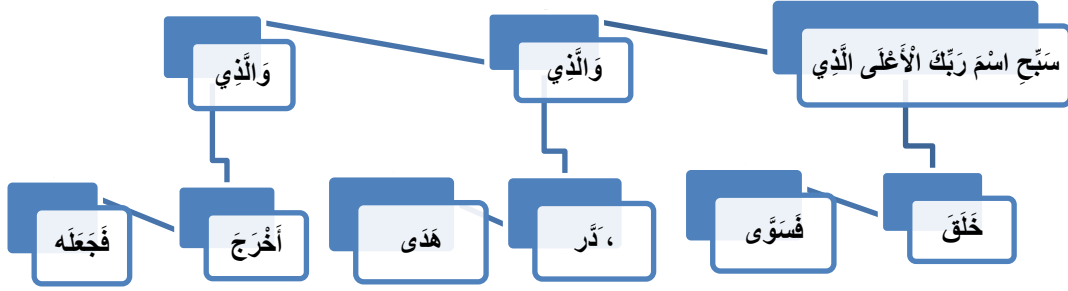 سَبِّحِ اسْمَ رَبِّكَ الْأَعْلَى الَّذِي
وَالَّذِي
وَالَّذِي
خَلَقَ
فَسَوَّى
، دَّر
هَدَى
أَخْرَجَ
فَجَعَلَه